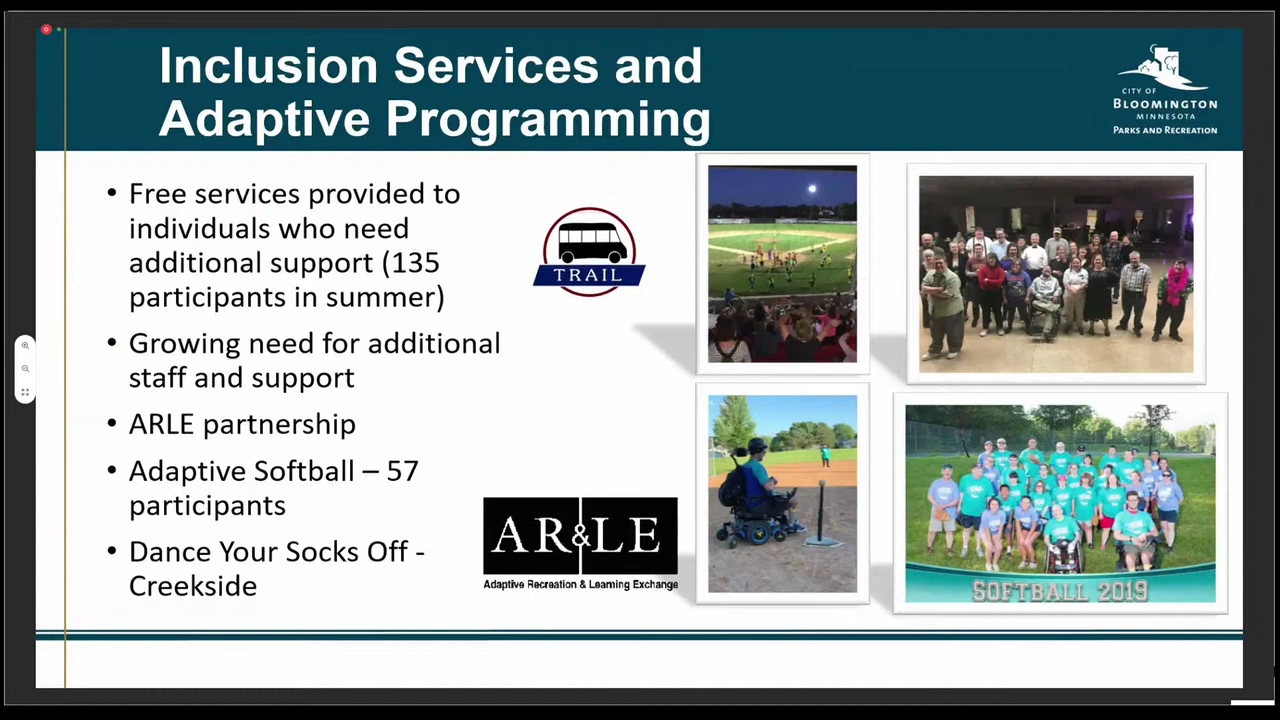 Inclusion Services and
Adaptive Programming
CITY OF
BLOOMINGTON
MINNESOTA
PARKS AND RECREATION
• Free services provided to
individuals who need
additional support (135
participants in summer)
• Growing need for additional
staff and support
• ARLE partnership
• Adaptive Softball – 57
participants
• Dance Your Socks Off -
Creekside
TRAIL
AR&LE
Adaptive Recreation & Learning Exchange
SOFTBALL 2019